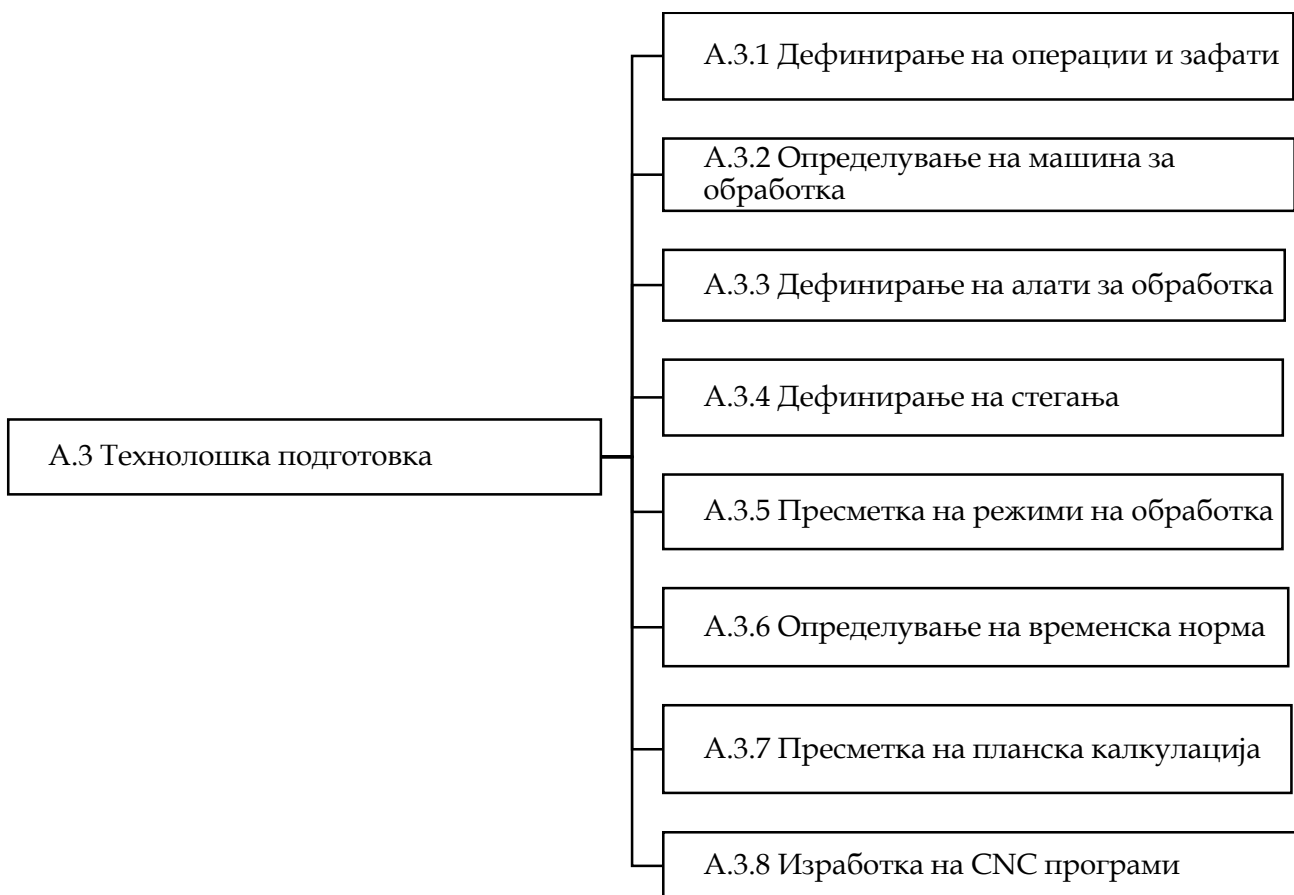 А.3.1 Дефинирање на операции и зафати
А.3.2 Определување на машина за
обработка
А.3.3 Дефинирање на алати за обработка
А.3.4 Дефинирање на стегања
А.3 Технолошка подготовка
А.3.5 Пресметка на режими на обработка
А.3.6 Определување на временска норма
А.3.7 Пресметка на планска калкулација
А.3.8 Изработка на CNC програми